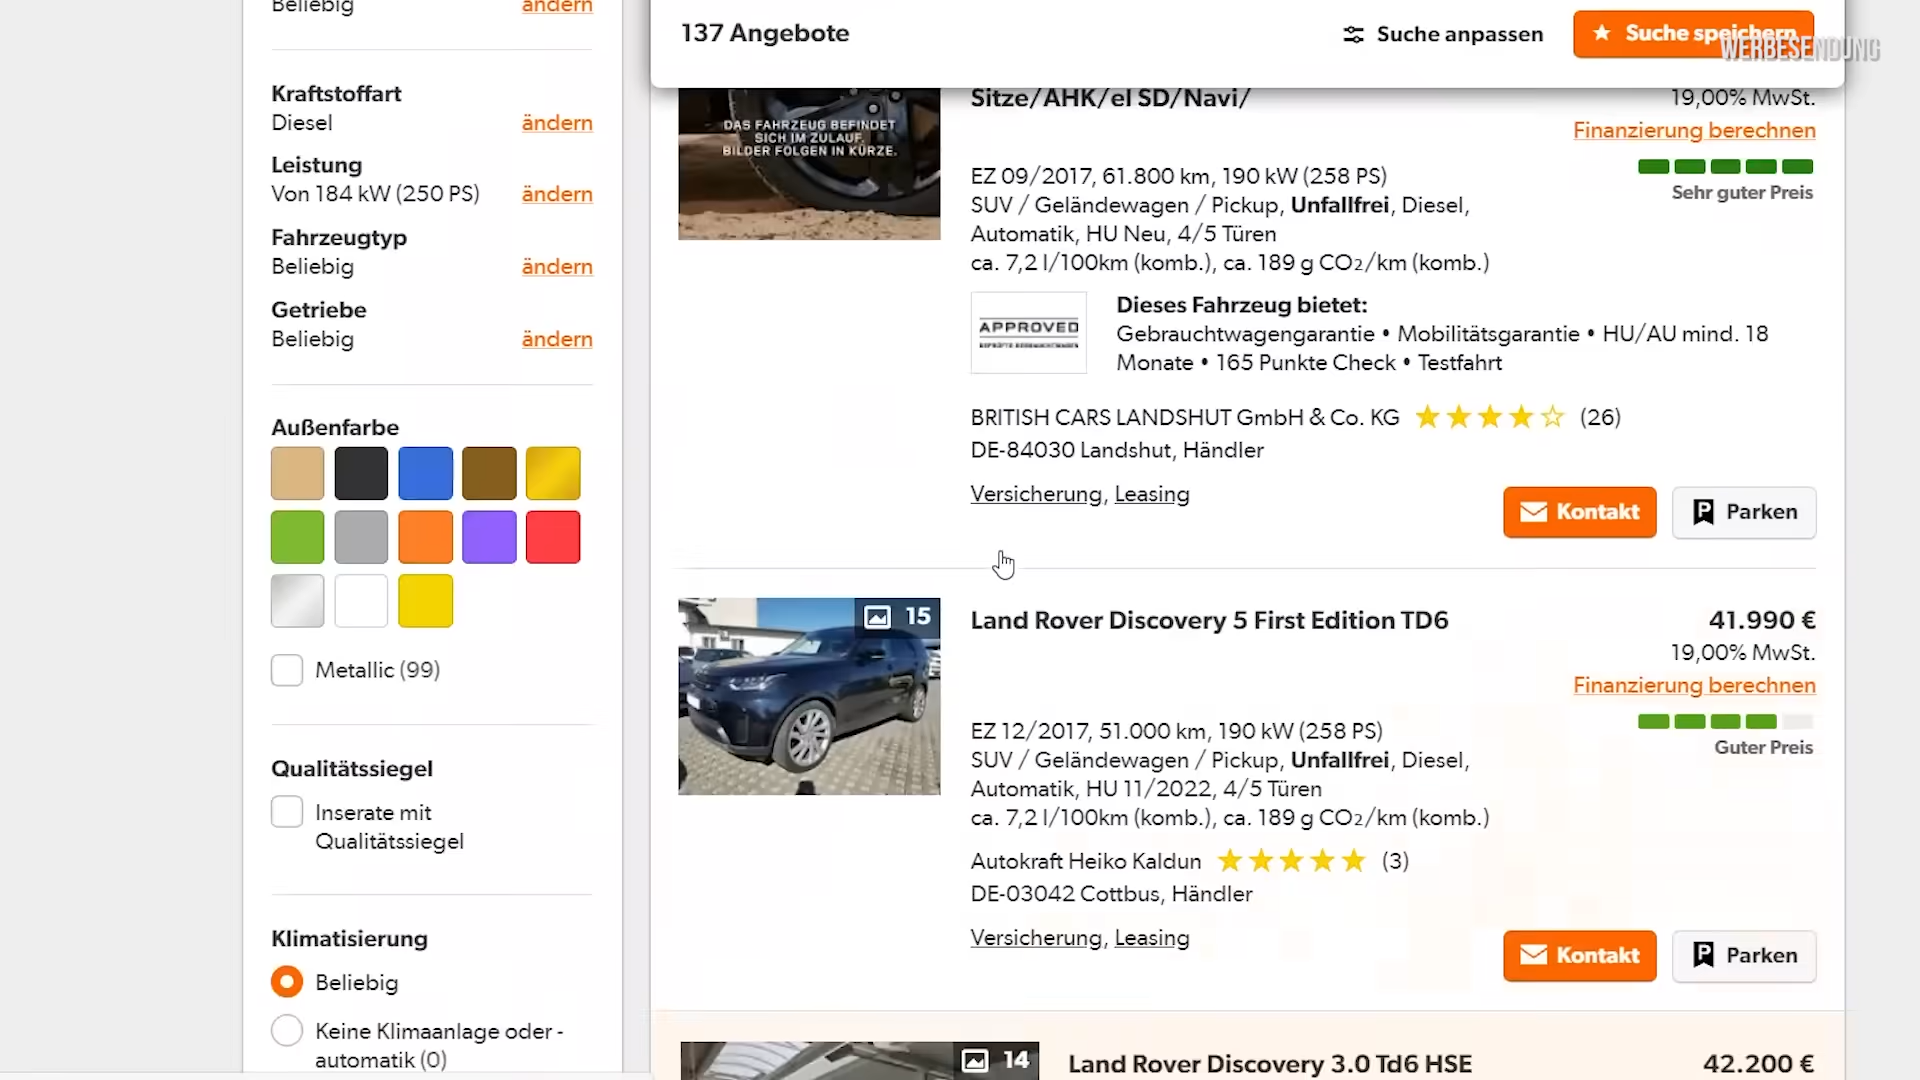 Beliebig ändern
Kraftstoffart
Diesel ändern
Leistung
Von 184 kW (250 PS) ändern
Fahrzeugtyp
Beliebig ändern
Getriebe
Beliebig ändern
Außenfarbe
Metallic (99)
Qualitätssiegel
Inserate mit
Qualitätssiegel
Klimatisierung
Beliebig
Keine Klimaanlage oder -
automatik (0)
137 Angebote
Suche anpassen
Suche speichern
WERBESENDUNG
DAS FAHRZEUG BEFINDET
SICH IM ZULAUF.
BILDER FOLGEN IN KÜRZE.
Sitze/AHK/el SD/Navi/
19,00% MwSt.
Finanzierung berechnen
Sehr guter Preis
EZ 09/2017, 61.800 km, 190 kW (258 PS)
SUV / Geländewagen / Pickup, Unfallfrei, Diesel,
Automatik, HU Neu, 4/5 Türen
ca. 7,2 l/100km (komb.), ca. 189 g CO2/km (komb.)
APPROVED
Dieses Fahrzeug bietet:
Gebrauchtwagengarantie • Mobilitätsgarantie • HU/AU mind. 18
Monate • 165 Punkte Check • Testfahrt
BRITISH CARS LANDSHUT GmbH & Co. KG (26)
DE-84030 Landshut, Händler
Versicherung, Leasing
Kontakt
Parken
15
Land Rover Discovery 5 First Edition TD6
41.990 €
19,00% MwSt.
Finanzierung berechnen
Guter Preis
EZ 12/2017, 51.000 km, 190 kW (258 PS)
SUV / Geländewagen / Pickup, Unfallfrei, Diesel,
Automatik, HU 11/2022, 4/5 Türen
ca. 7,2 l/100km (komb.), ca. 189 g CO2/km (komb.)
Autokraft Heiko Kaldun (3)
DE-03042 Cottbus, Händler
Versicherung, Leasing
Kontakt
Parken
14
Land Rover Discovery 3.0 Td6 HSE
42.200 €